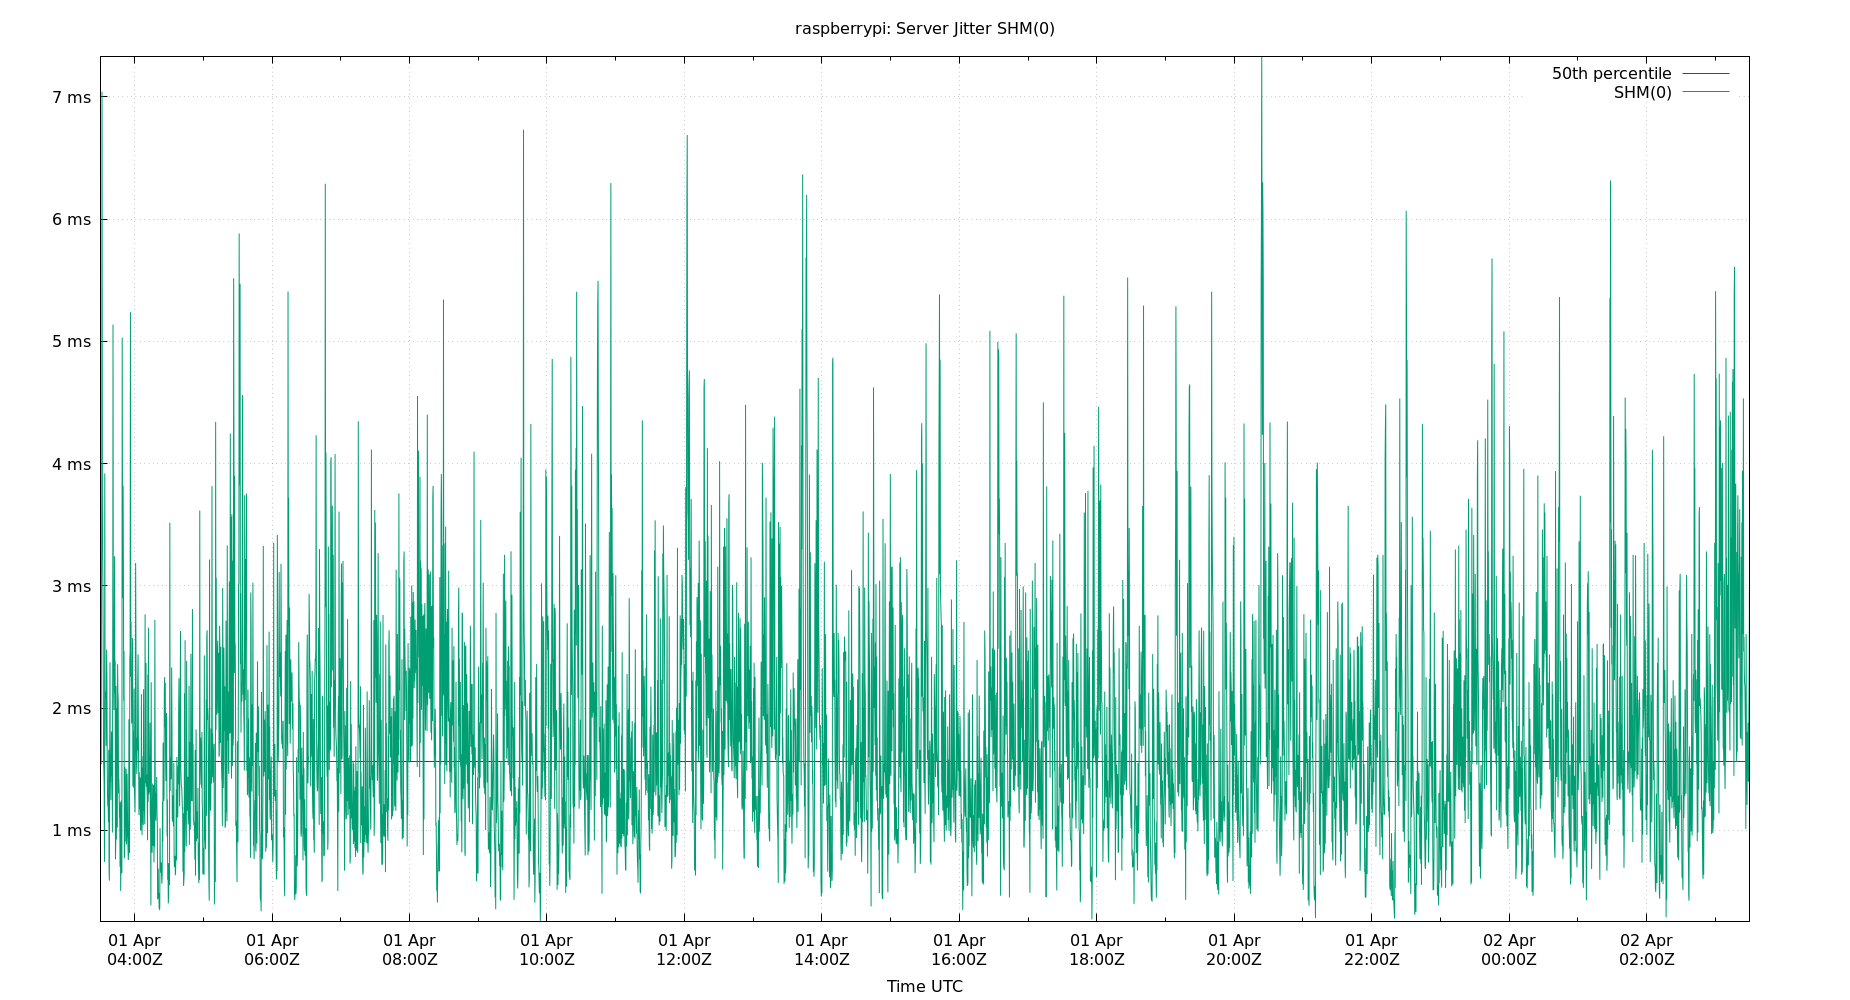 raspberrypi: Server Jitter SHM(0)
50th percentile
SHM(0)
7 ms
6 ms
5 ms
4 ms
3 ms
2 ms
1 ms
01 Apr 01 Apr 01 Apr 01 Apr 01 Apr 01 Apr 01 Apr 01 Apr 01 Apr 01 Apr 02 Apr 02 Apr
04:00Z 06:00Z 08:00Z 10:00Z 12:00Z 14:00Z 16:00Z 18:00Z 20:00Z 22:00Z 00:00Z 02:00Z
Time UTC